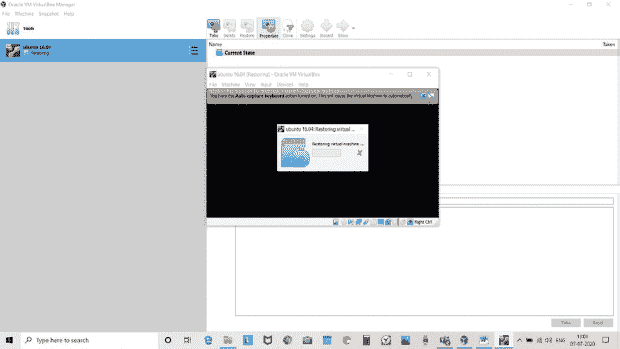 Oracle VM VirtualBox Manager
File Machine Snapshot Help
Tools
Take Delete Restore Properties Clone Settings Discard Show
Name Taken
ubuntu 16.04
Restoring
Current State
ubuntu 16.04 [Restoring] - Oracle VM VirtualBox
File Machine View Input Devices Help
You have the Auto capture keyboard option turned on. This will cause the Virtual Machine to automatically
ubuntu 16.04: Restoring virtual ...
Restoring virtual machine ...
Right Ctrl
Take Reset
Type here to search
ENG
07-07-2020